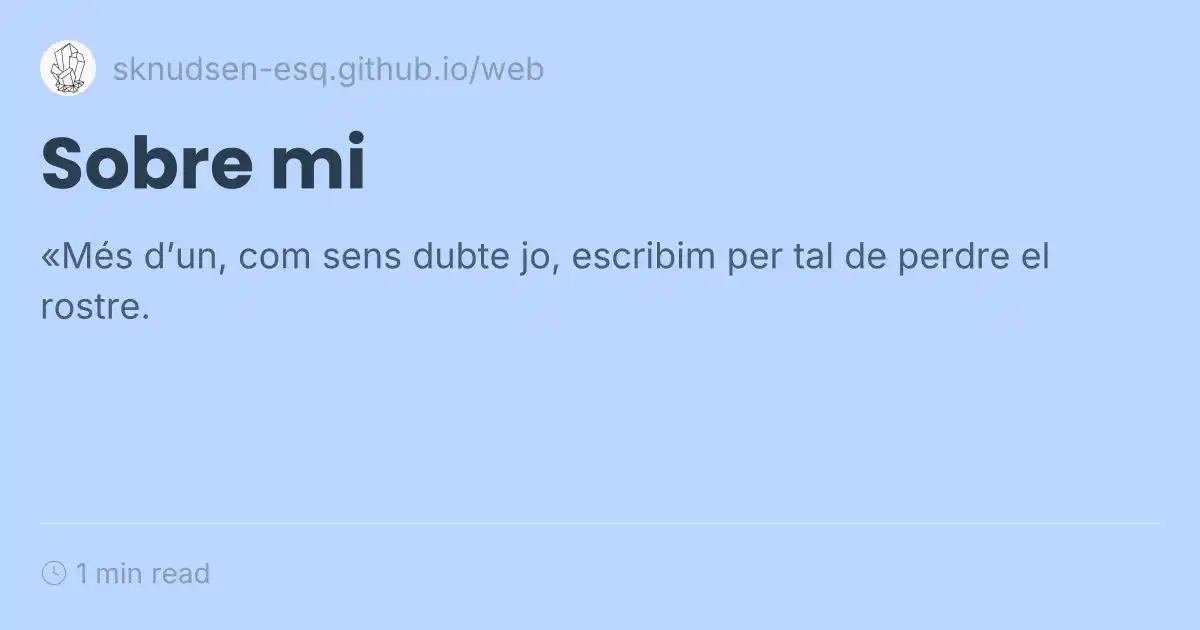 sknudsen-esq.github.io/web
Sobre mi
«Més d’un, com sens dubte jo, escribim per tal de perdre el
rostre.
1 min read